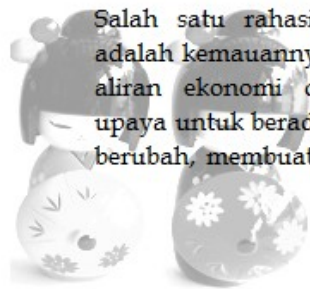 Salah satu rahasi
adalah kemauanny
aliran ekonomi
upaya untuk berad
berubah, membuat